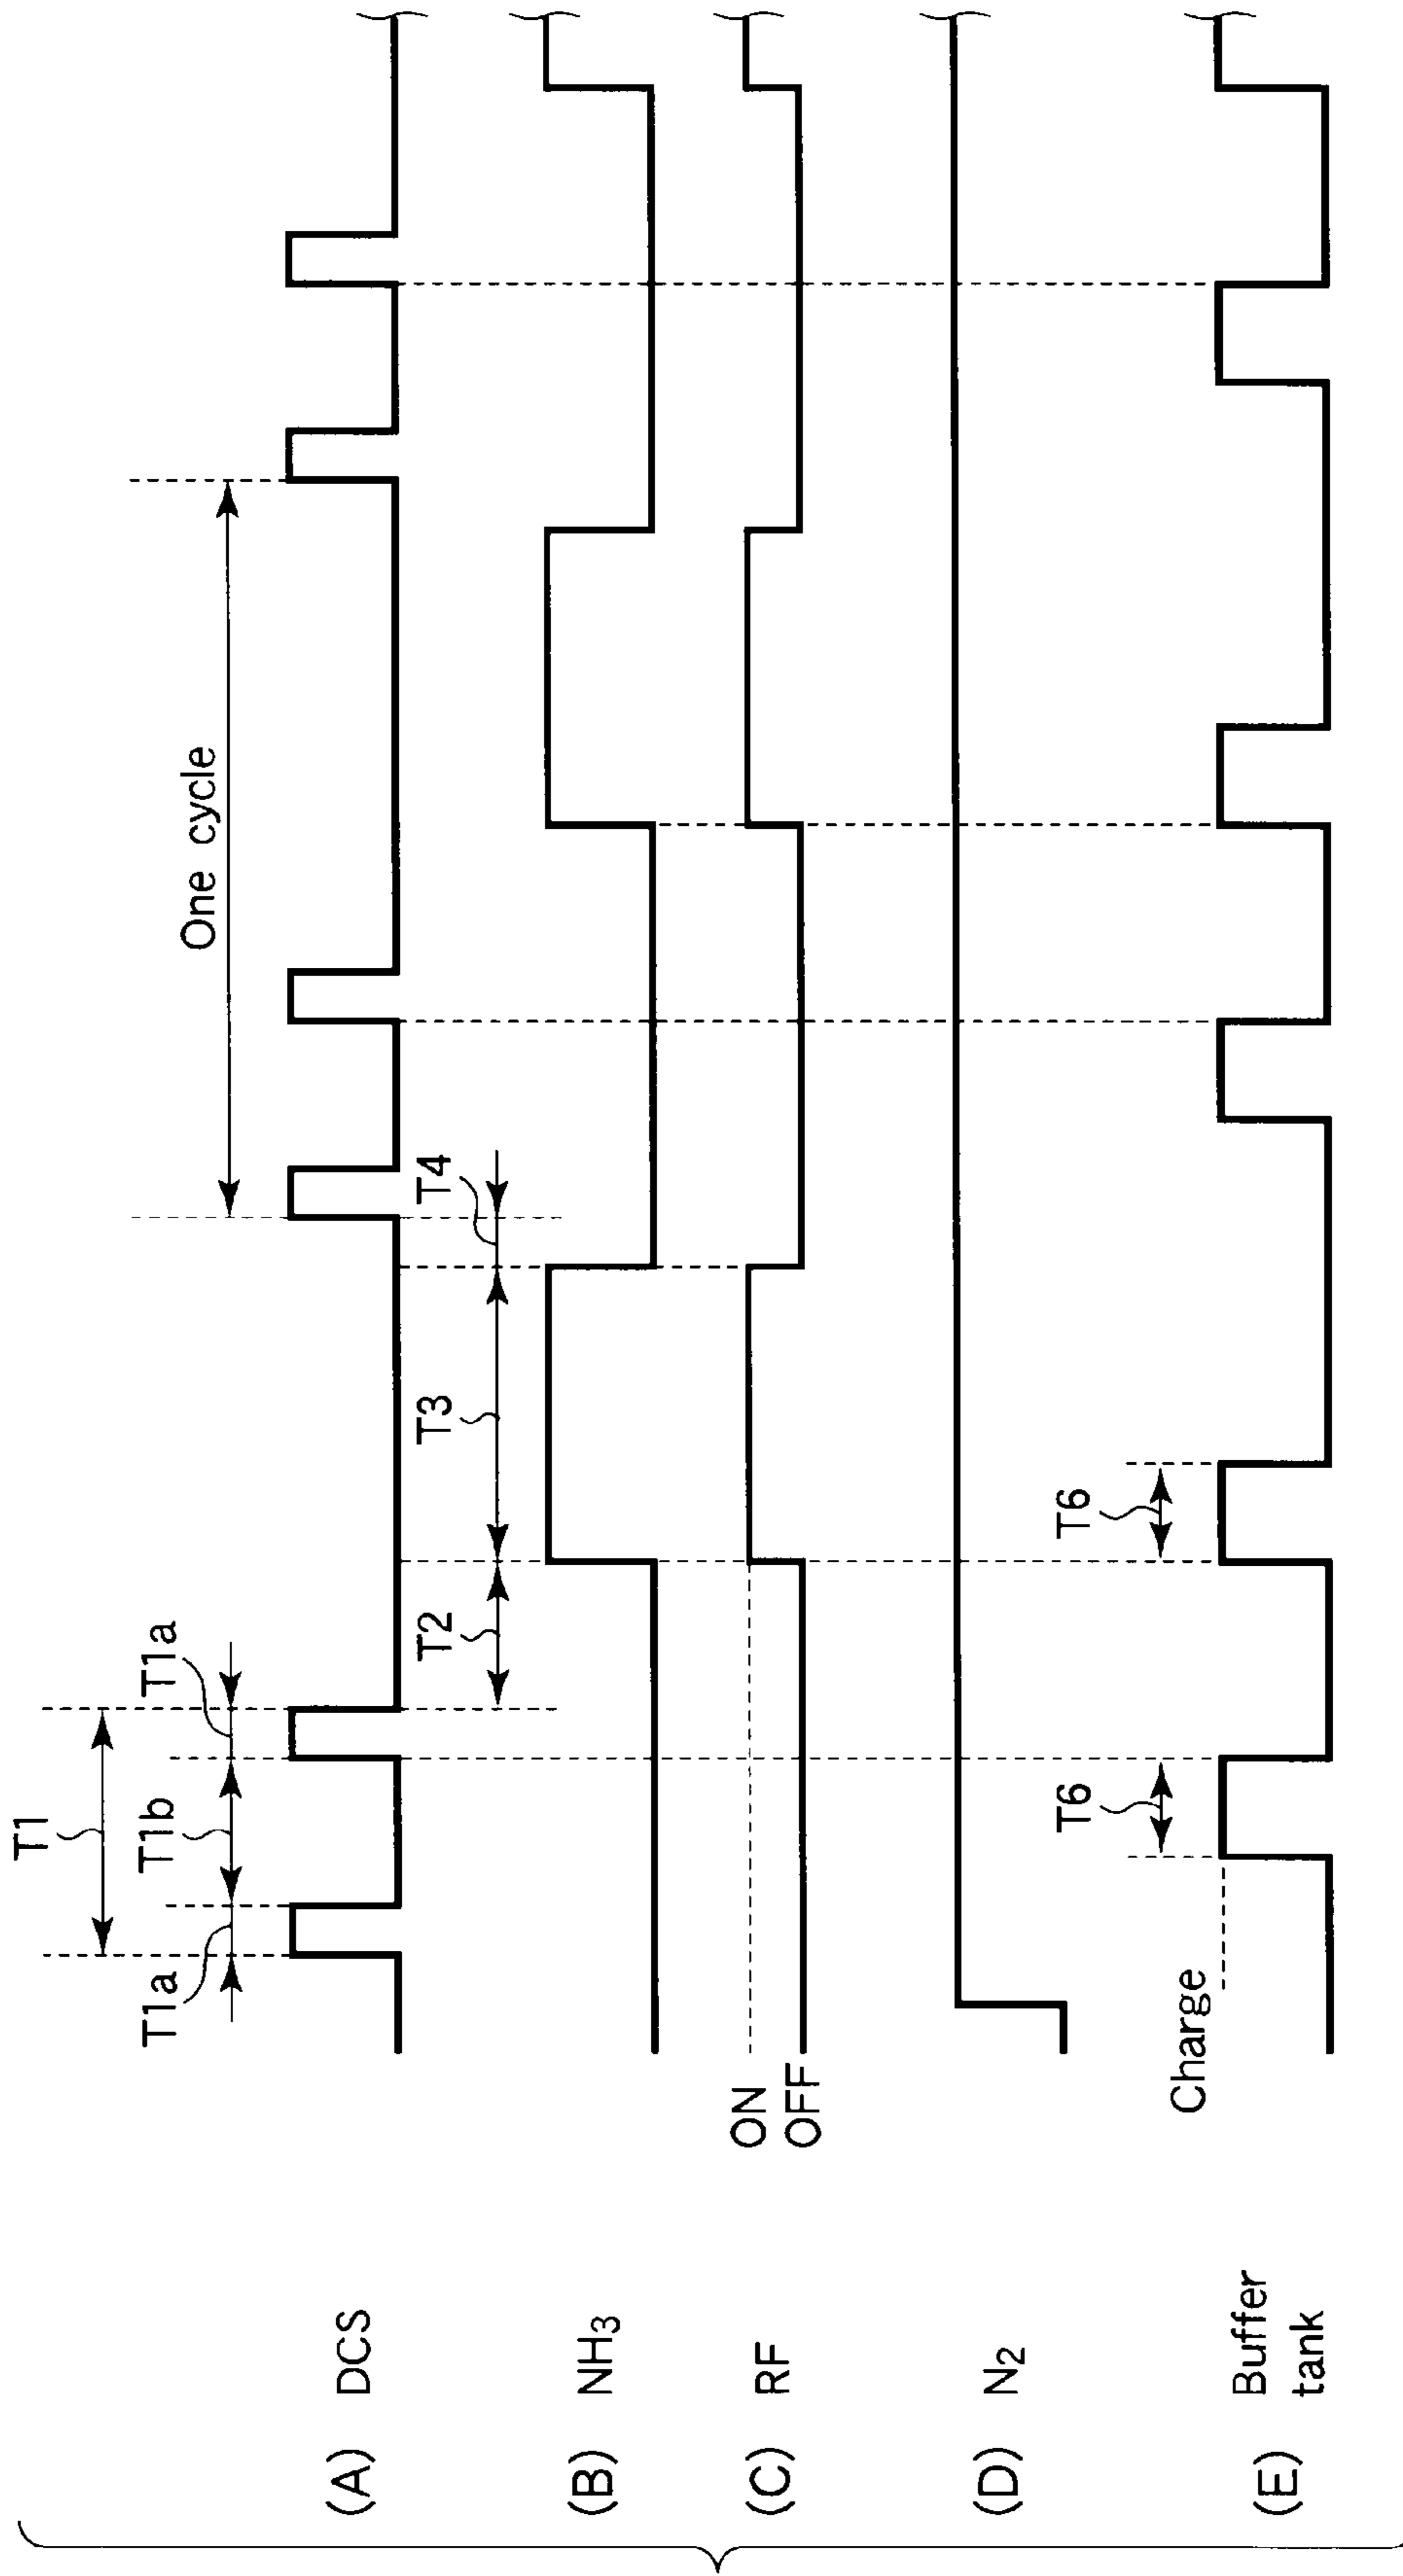 T1
T1a
T1b
T1a
One cycle
(A) DCS
T2
T3
T4
(B) NH₃
(C) RF
ON
OFF
(D) N₂
T6
T6
Charge
(E) Buffer
tank